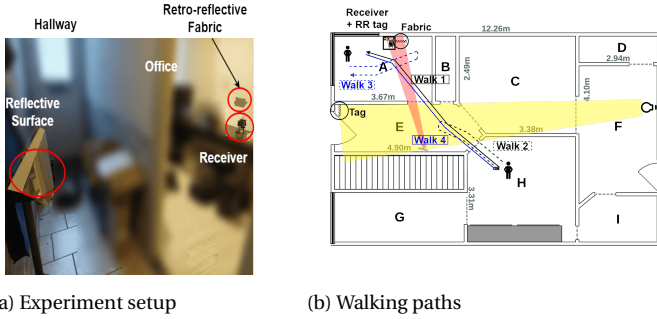 Hallway
Retro-reflective
Fabric
Office
Reflective
Surface
Receiver
(a) Experiment setup
Receiver
+ RR tag
Fabric
12.26m
A
B
C
D
2.94m
2.49m
4.10m
Walk 1
Walk 3
3.67m
Tag
E
F
3.38m
Walk 4
4.90m
Walk 2
H
3.31m
G
I
(b) Walking paths